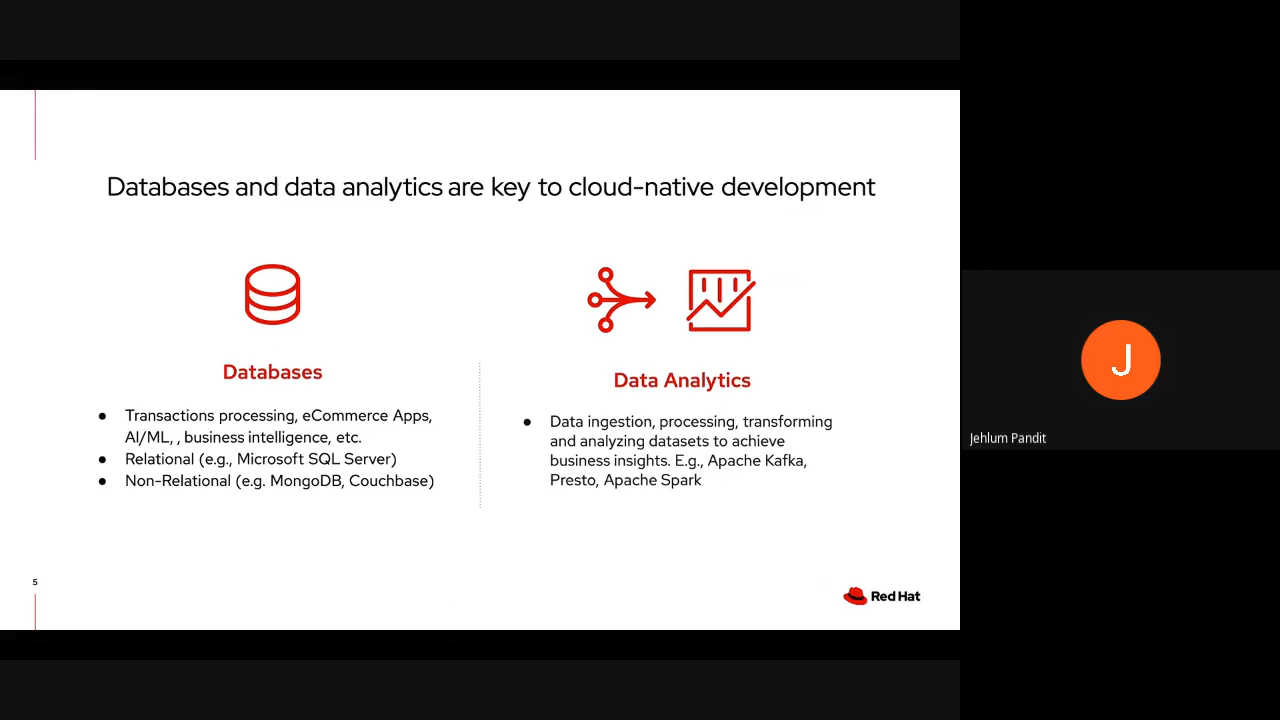 Databases and data analytics are key to cloud-native development
Databases
● Transactions processing, eCommerce Apps,
AI/ML, , business intelligence, etc.
● Relational (e.g., Microsoft SQL Server)
● Non-Relational (e.g. MongoDB, Couchbase)
Data Analytics
● Data ingestion, processing, transforming
and analyzing datasets to achieve
business insights. E.g., Apache Kafka,
Presto, Apache Spark
5
Red Hat
J
Jehlum Pandit